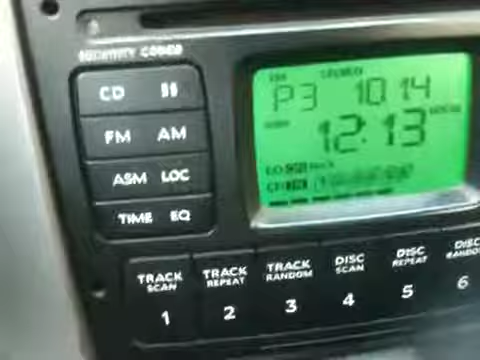 SECURITY CODED
CD
FM AM
ASM LOC
TIME EQ
P3 10.14
12:13
TRACK SCAN 1
TRACK REPEAT 2
TRACK RANDOM 3
DISC SCAN 4
DISC REPEAT 5
DISC RANDOM 6